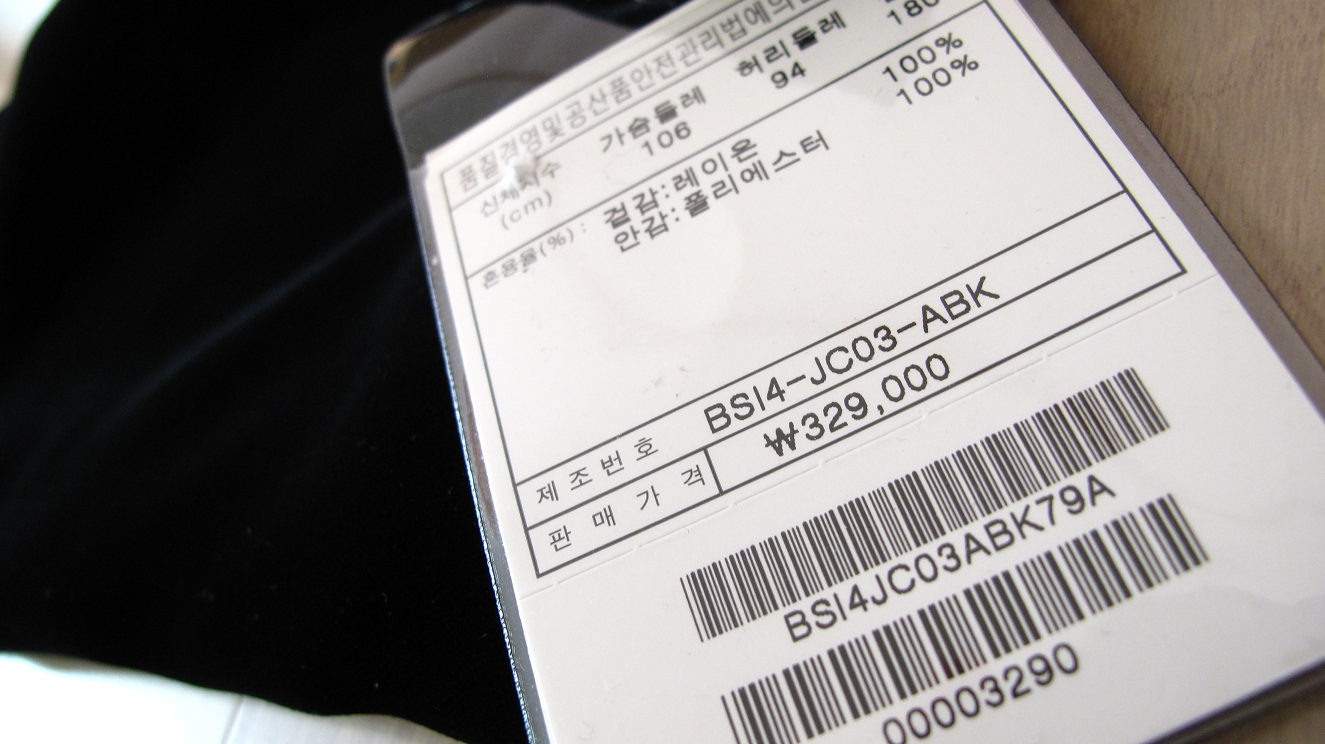 품질경영및공산품안전관리법에의
신체치수 가슴둘레 허리둘레
(cm) 106 94 180
혼용율(%): 겉감:레이온 100%
안감:폴리에스터 100%
제조번호 BSI4-JC03-ABK
판매가격 ₩329,000
BSI4JC03ABK79A
00003290